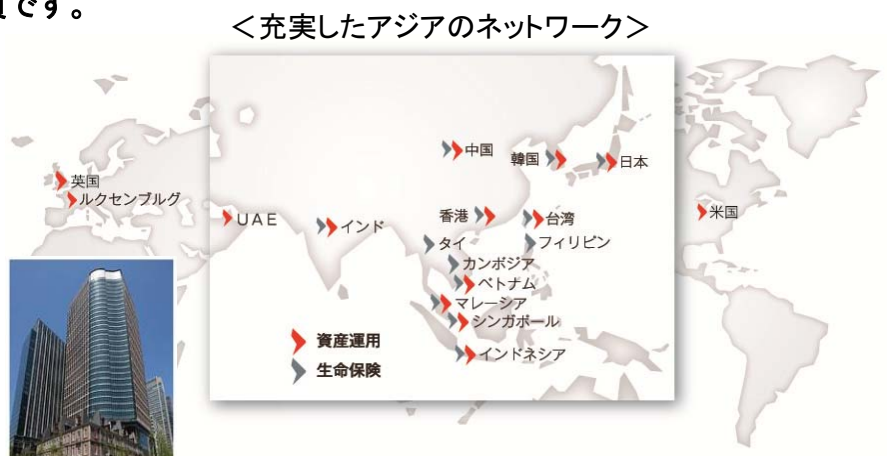 員です。
＜充実したアジアのネットワーク＞
中国
韓国
日本
英国
ルクセンブルグ
UAE
インド
香港
台湾
米国
タイ
フィリピン
カンボジア
ベトナム
マレーシア
シンガポール
インドネシア
資産運用
生命保険